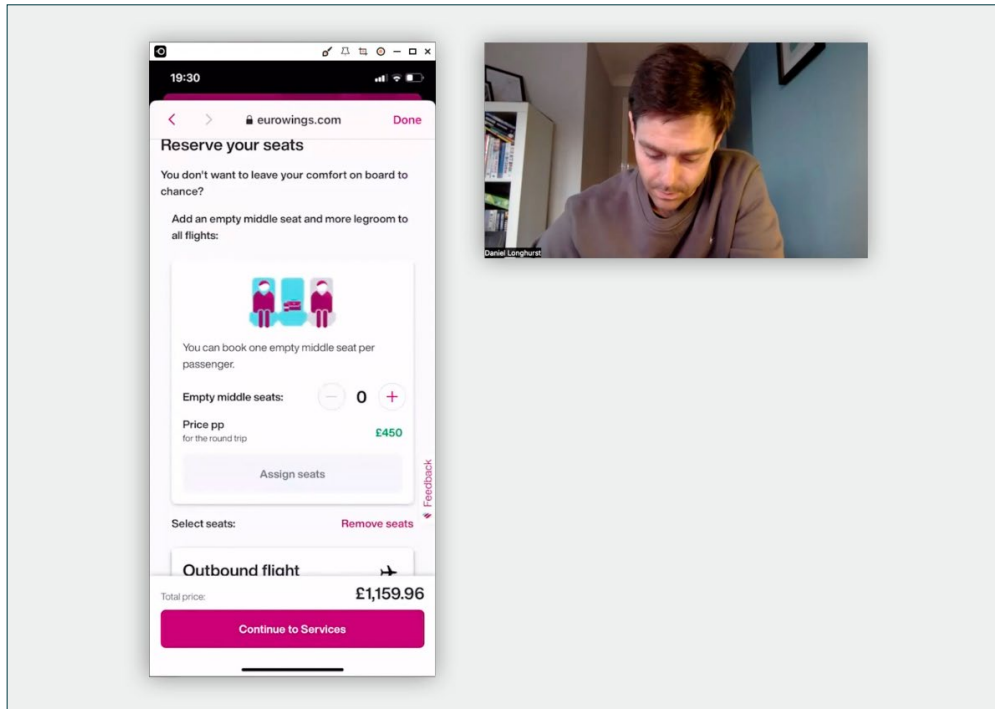 19:30
eurowings.com
Done
Reserve your seats
You don't want to leave your comfort on board to
chance?
Add an empty middle seat and more legroom to
all flights:
You can book one empty middle seat per
passenger.
Empty middle seats:
0
Price pp
£450
for the round trip
Assign seats
Feedback
Select seats:
Remove seats
Outbound flight
Total price:
£1,159.96
Continue to Services
Daniel Longhurst